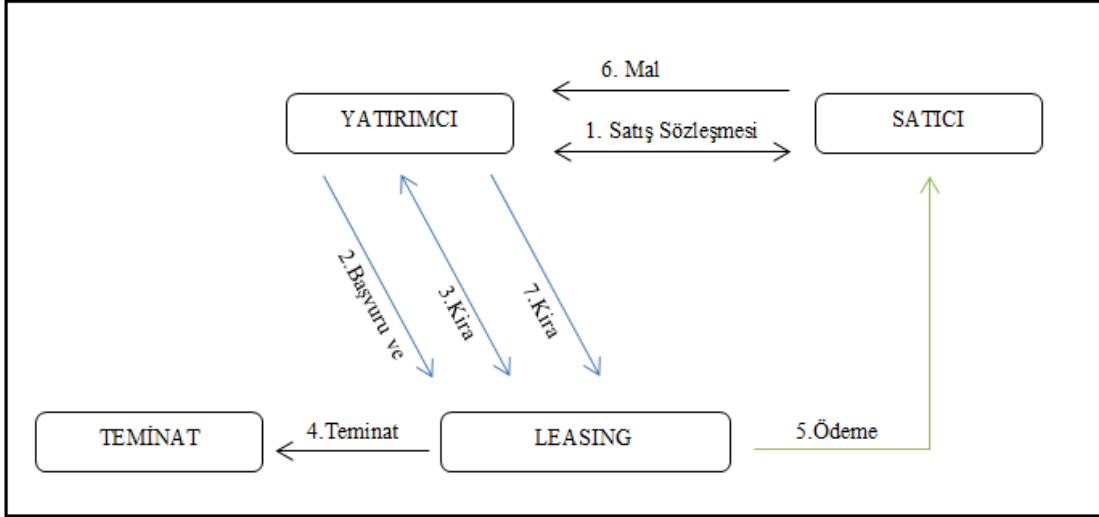 6. Mal
YATIRIMCI
SATICI
1. Satış Sözleşmesi
2.Başvuru ve
3.Kira
7.Kira
TEMİNAT
4.Teminat
LEASING
5.Ödeme